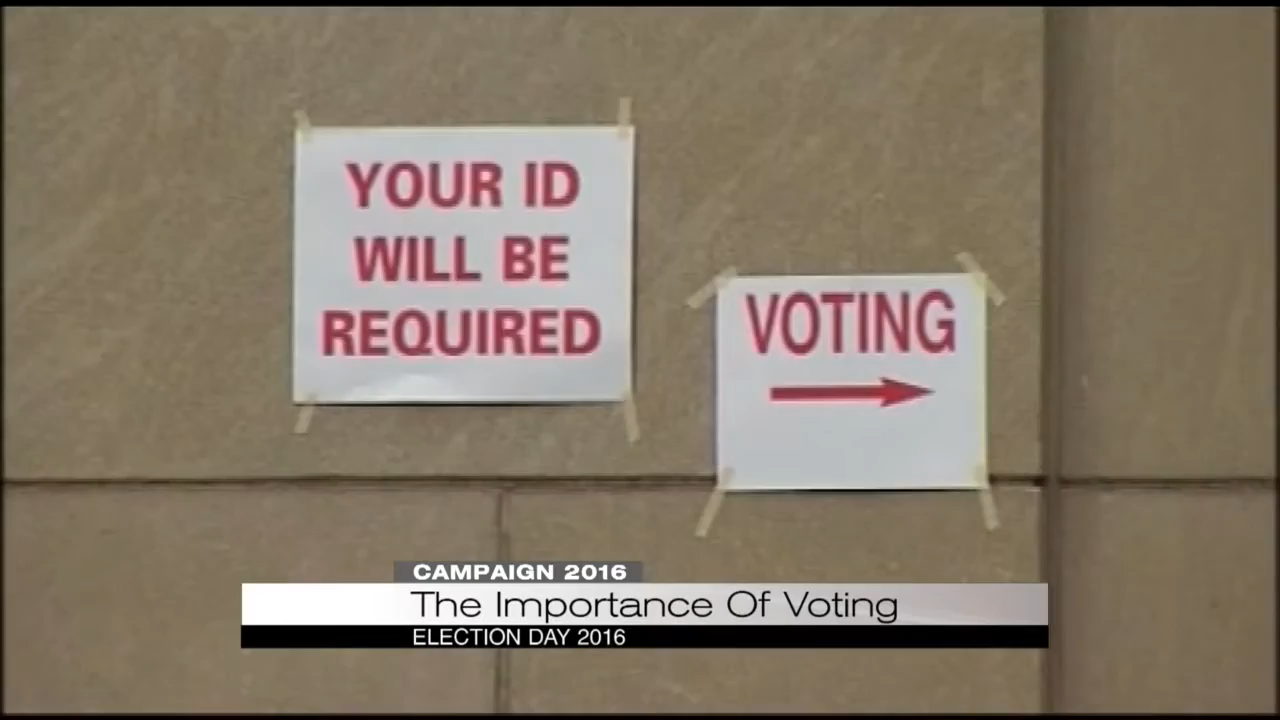 YOUR ID
WILL BE
REQUIRED
VOTING
CAMPAIGN 2016
The Importance Of Voting
ELECTION DAY 2016